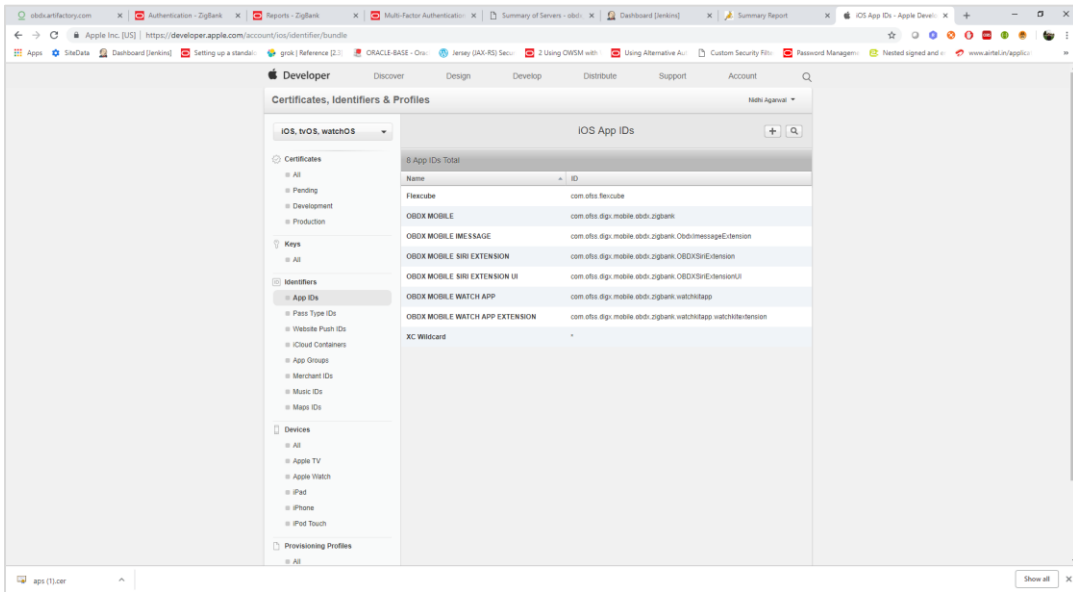 obdx.artifactory.com
Authentication - ZigBank
Reports - ZigBank
Multi-Factor Authentication
Summary of Servers - obdx
Dashboard [Jenkins]
Summary Report
iOS App IDs - Apple Develo
Apple Inc. [US] | https://developer.apple.com/account/ios/identifier/bundle
Apps
SiteData
Dashboard [Jenkins]
Setting up a standalo
grok [ Reference [2.3]
ORACLE-BASE - Orac
Jersey (JAX-RS) Secur
2 Using OWSM with
Using Alternative Aut
Custom Security Filte
Password Manageme
Nested signed and e
www.airtel.in/applica
Developer
Discover
Design
Develop
Distribute
Support
Account
Certificates, Identifiers & Profiles
Nidhi Agarwal
iOS, tvOS, watchOS
iOS App IDs
Certificates
All
Pending
Development
Production
Keys
All
Identifiers
App IDs
Pass Type IDs
Website Push IDs
iCloud Containers
App Groups
Merchant IDs
Music IDs
Maps IDs
Devices
All
Apple TV
Apple Watch
iPad
iPhone
iPod Touch
Provisioning Profiles
All
8 App IDs Total
Name ID
Flexcube com.ofss.flexcube
OBDX MOBILE com.ofss.digx.mobile.obdx.zigbank
OBDX MOBILE IMESSAGE com.ofss.digx.mobile.obdx.zigbank.ObdxImessageExtension
OBDX MOBILE SIRI EXTENSION com.ofss.digx.mobile.obdx.zigbank.OBDXSiriExtension
OBDX MOBILE SIRI EXTENSION UI com.ofss.digx.mobile.obdx.zigbank.OBDXSiriExtensionUI
OBDX MOBILE WATCH APP com.ofss.digx.mobile.obdx.zigbank.watchkitapp
OBDX MOBILE WATCH APP EXTENSION com.ofss.digx.mobile.obdx.zigbank.watchkitapp.watchkitextension
XC Wildcard *
aps (1).cer
Show all